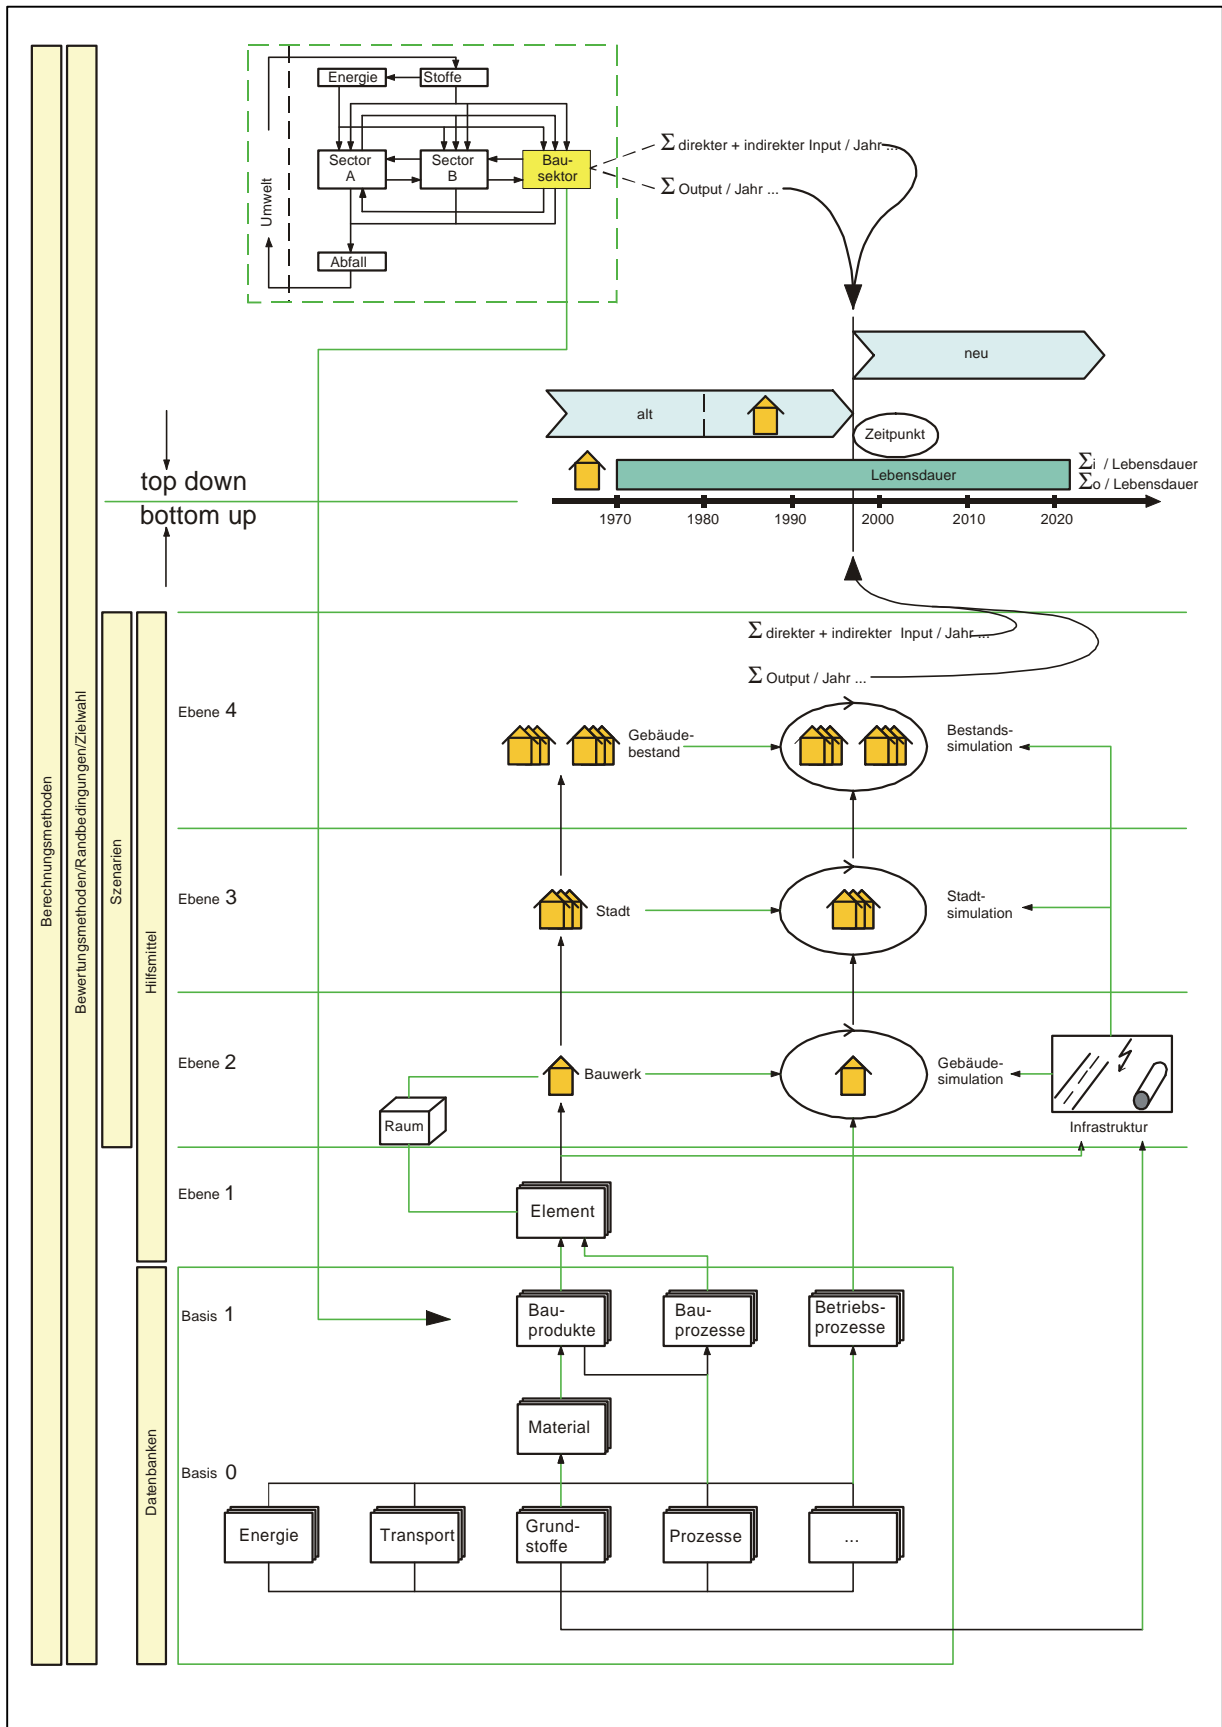 Energie
Stoffe
Sector
A
Sector
B
Bau-
sektor
Umwelt
Abfall
Σ direkter + indirekter Input / Jahr ...
Σ Output / Jahr ...
neu
alt
Zeitpunkt
Lebensdauer
Σi / Lebensdauer
Σo / Lebensdauer
1970 1980 1990 2000 2010 2020
top down
bottom up
Σ direkter + indirekter Input / Jahr ...
Σ Output / Jahr ...
Berechnungsmethoden
Bewertungsmethoden/Randbedingungen/Zielwahl
Szenarien
Hilfsmittel
Datenbanken
Ebene 4
Gebäude-
bestand
Bestands-
simulation
Ebene 3
Stadt
Stadt-
simulation
Ebene 2
Bauwerk
Gebäude-
simulation
Raum
Infrastruktur
Ebene 1
Element
Basis 1
Bau-
produkte
Bau-
prozesse
Betriebs-
prozesse
Material
Basis 0
Energie
Transport
Grund-
stoffe
Prozesse
...